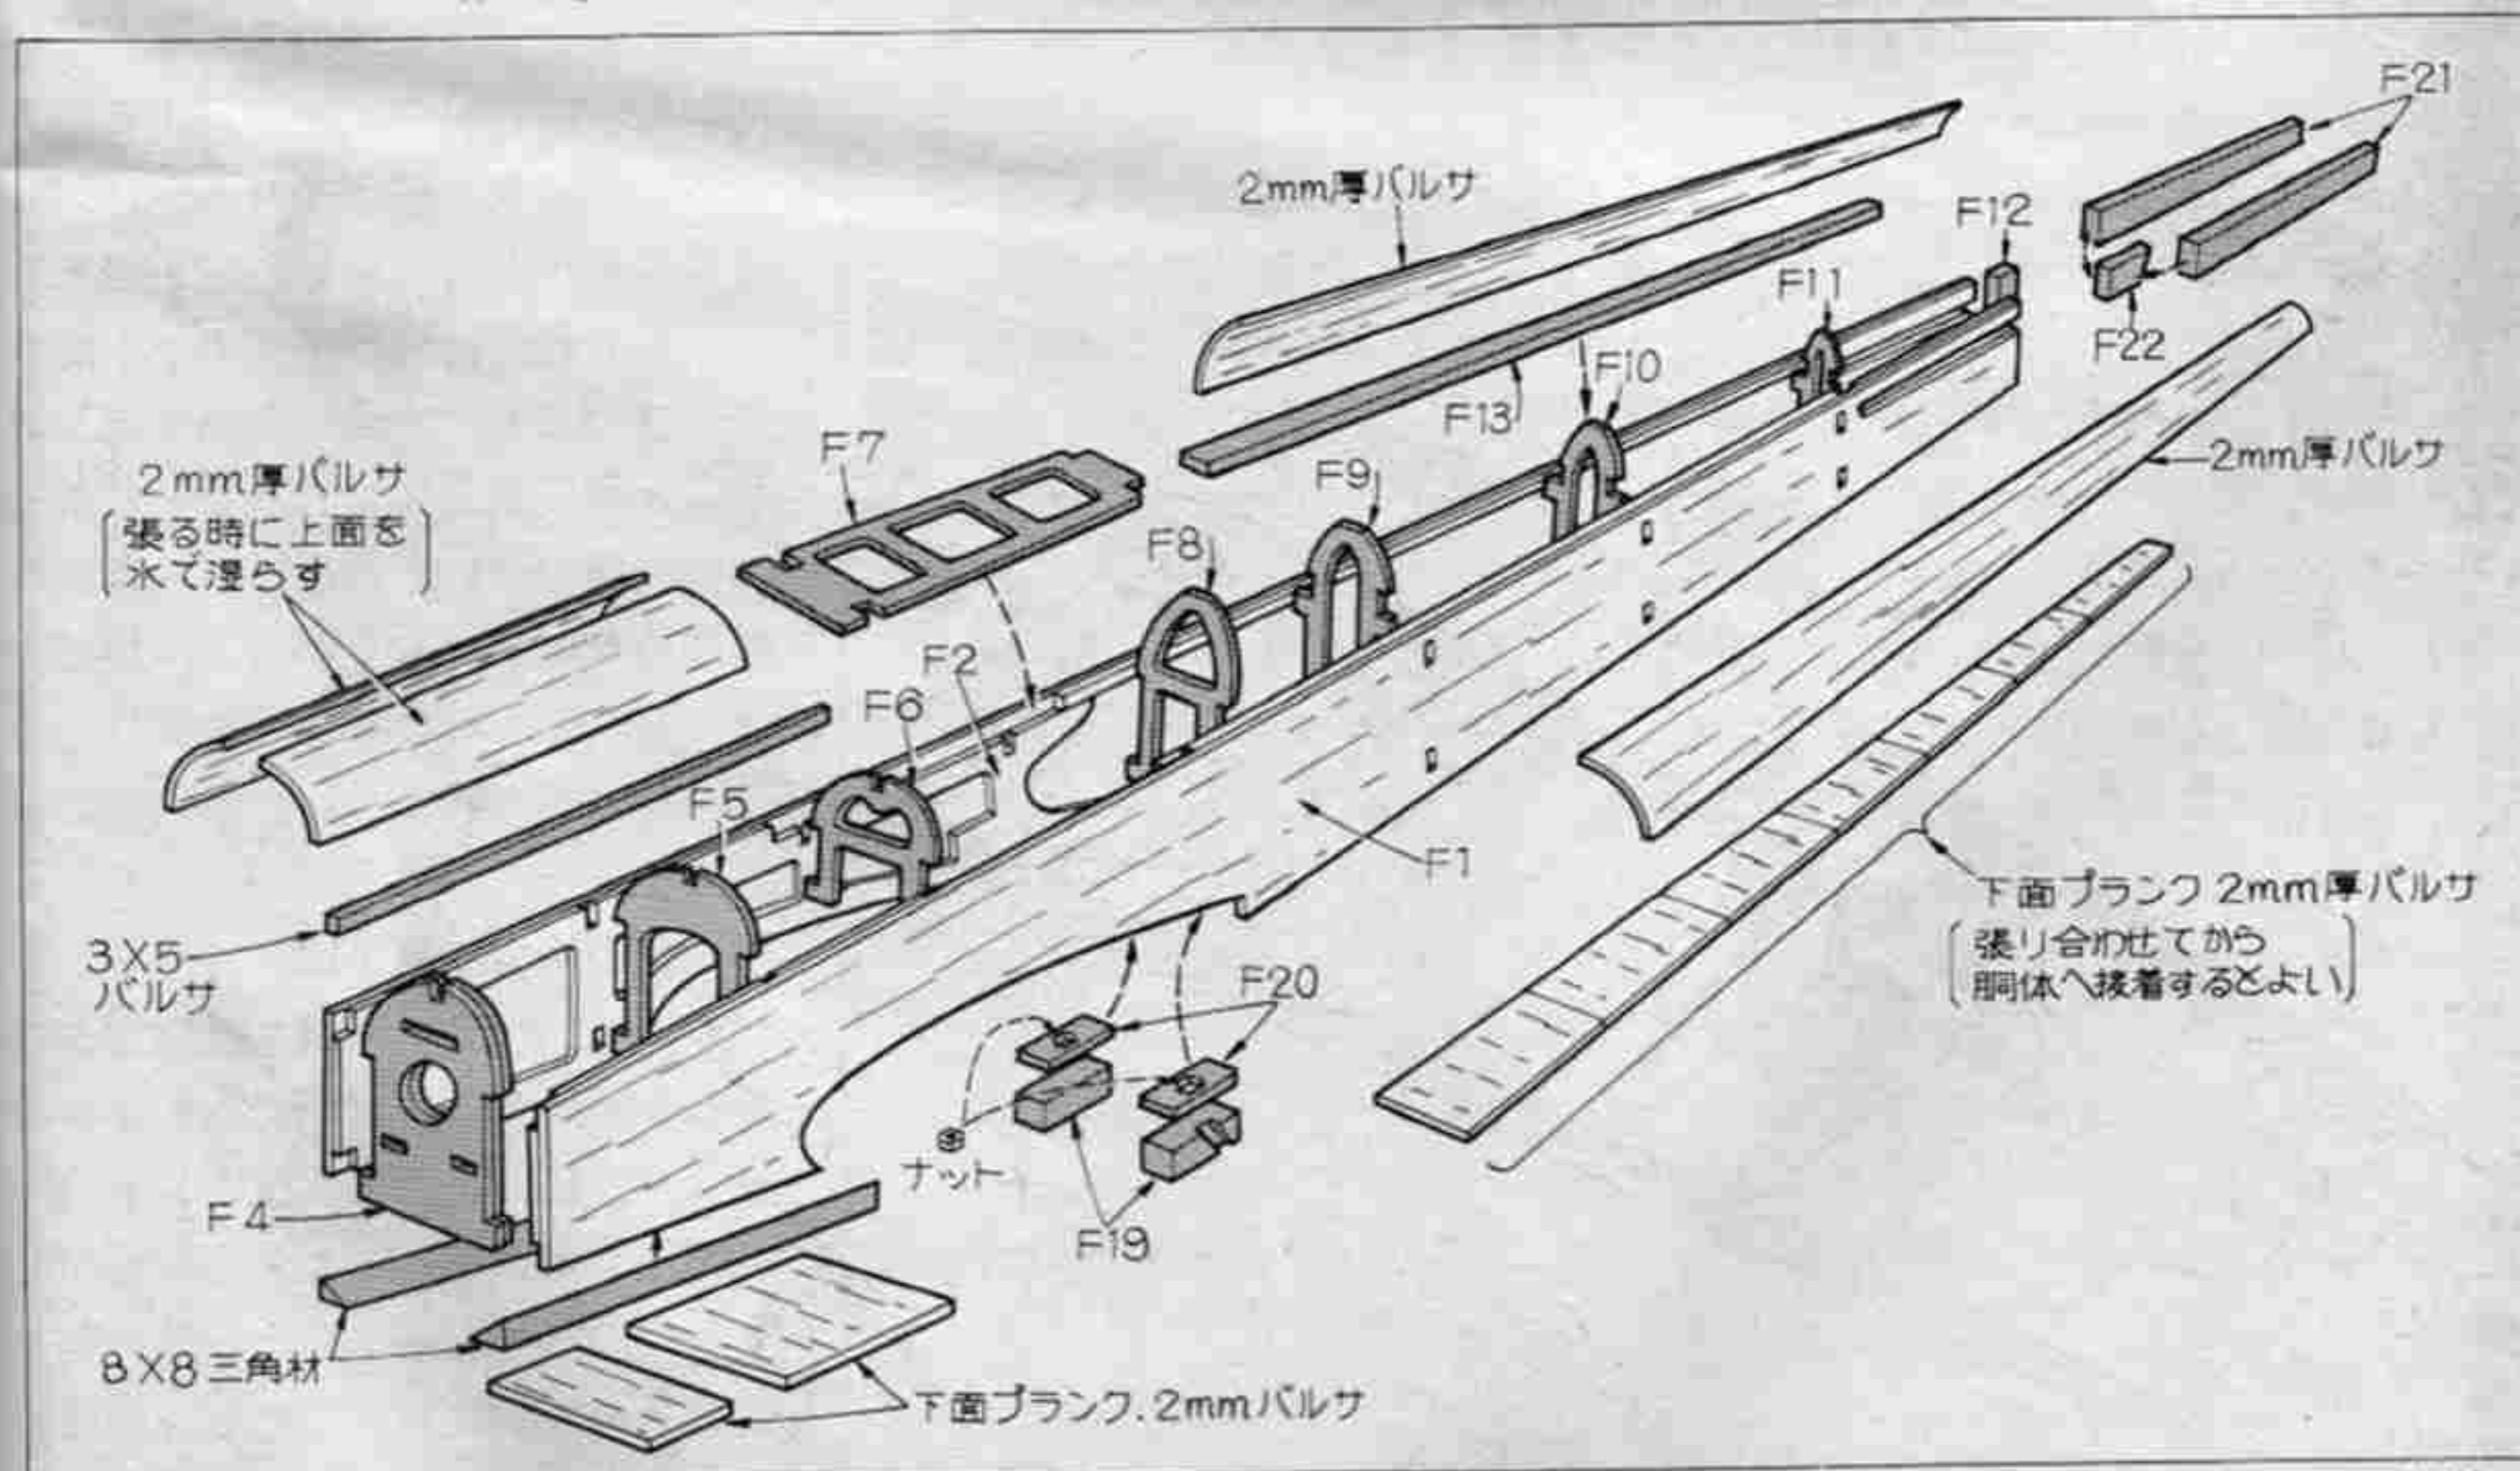 F21
2mm厚バルサ
F12
F11
F22
F10
F13
F7
F9
2mm厚バルサ
2mm厚バルサ
張る時に上面を
水で湿らす
F8
F2
F6
F5
F1
下面プランク 2mm厚バルサ
張り合わせてから
胴体へ接着するとよい
3X5
バルサ
F20
ナット
F4
F19
8X8三角材
下面プランク.2mmバルサ